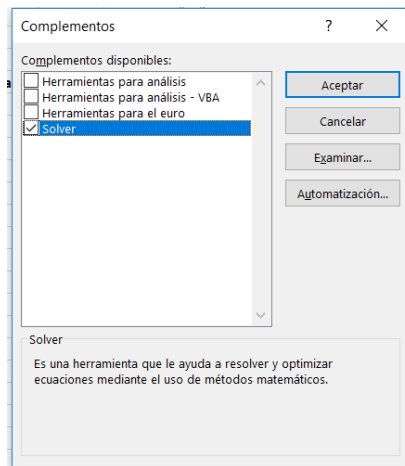 Complementos ? ×
Complementos disponibles:
Herramientas para análisis
Herramientas para análisis - VBA
Herramientas para el euro
Solver
Aceptar
Cancelar
Examinar...
Automatización...
Solver
Es una herramienta que le ayuda a resolver y optimizar
ecuaciones mediante el uso de métodos matemáticos.